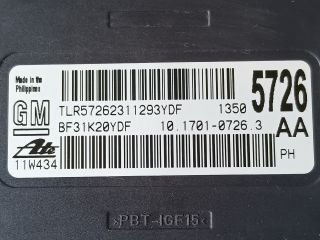 Made in the
Philippines
GM
TLR57262311293YDF 1350
5726
BF31K20YDF 10.1701-0726.3
AA
Ate
11W434
PH
>PBT-IGF15<